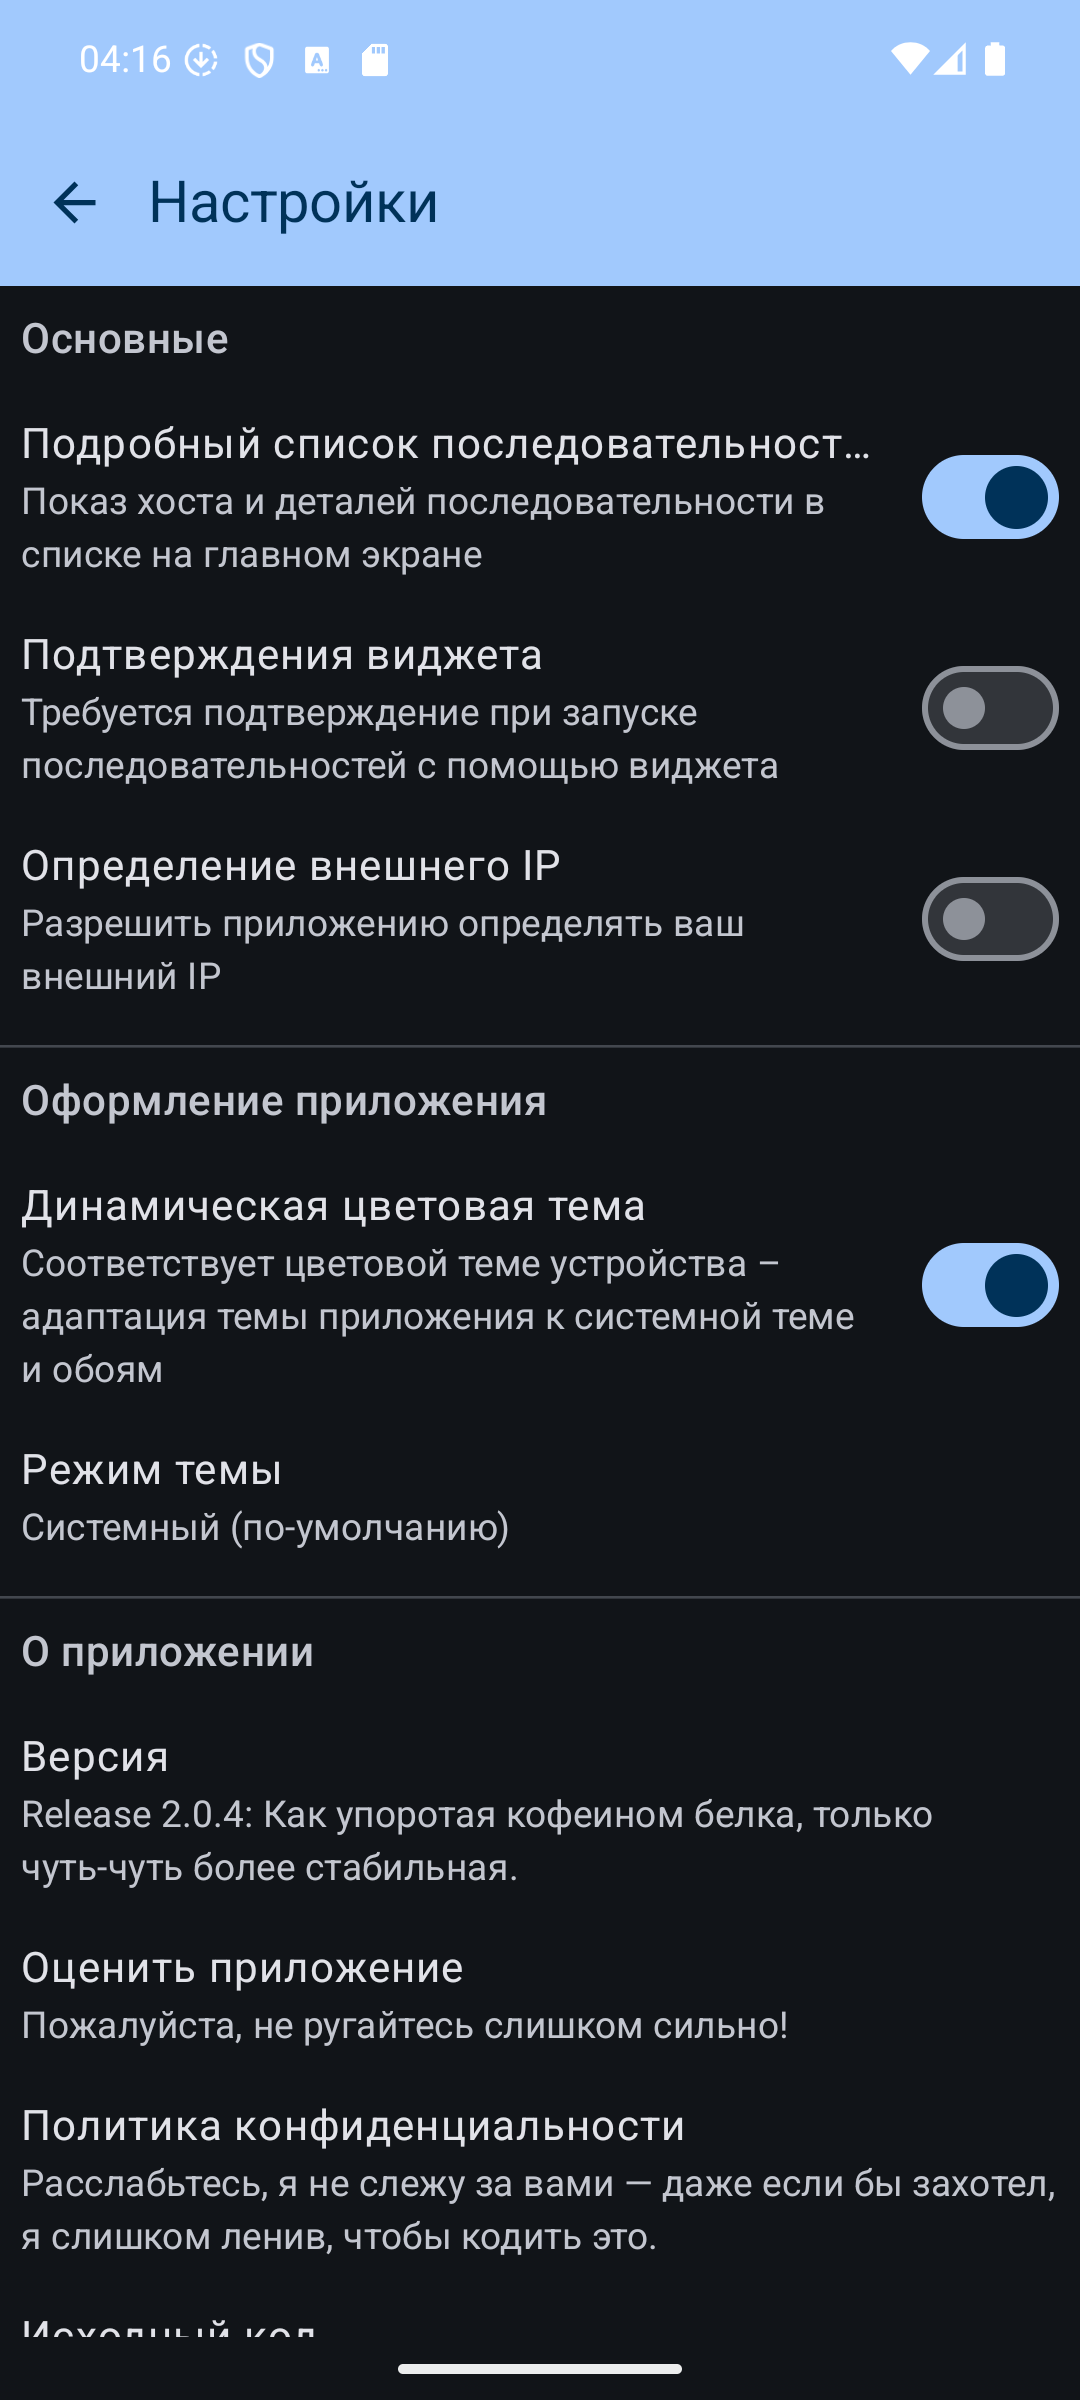 04:16
Настройки
Основные
Подробный список последовательност…
Показ хоста и деталей последовательности в
списке на главном экране
Подтверждения виджета
Требуется подтверждение при запуске
последовательностей с помощью виджета
Определение внешнего IP
Разрешить приложению определять ваш
внешний IP
Оформление приложения
Динамическая цветовая тема
Соответствует цветовой теме устройства –
адаптация темы приложения к системной теме
и обоям
Режим темы
Системный (по-умолчанию)
О приложении
Версия
Release 2.0.4: Как упоротая кофеином белка, только
чуть-чуть более стабильная.
Оценить приложение
Пожалуйста, не ругайтесь слишком сильно!
Политика конфиденциальности
Расслабьтесь, я не слежу за вами — даже если бы захотел,
я слишком ленив, чтобы кодить это.
Исходный код